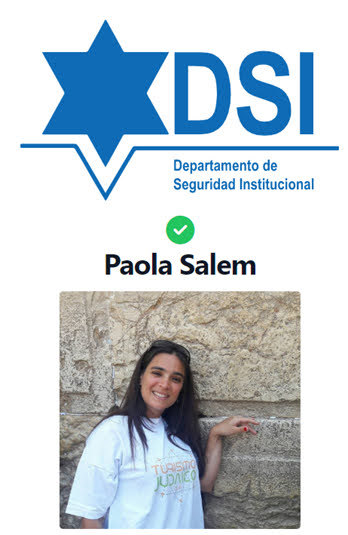 DSI
Departamento de
Seguridad Institucional
Paola Salem
TURISMO
JUDAICO